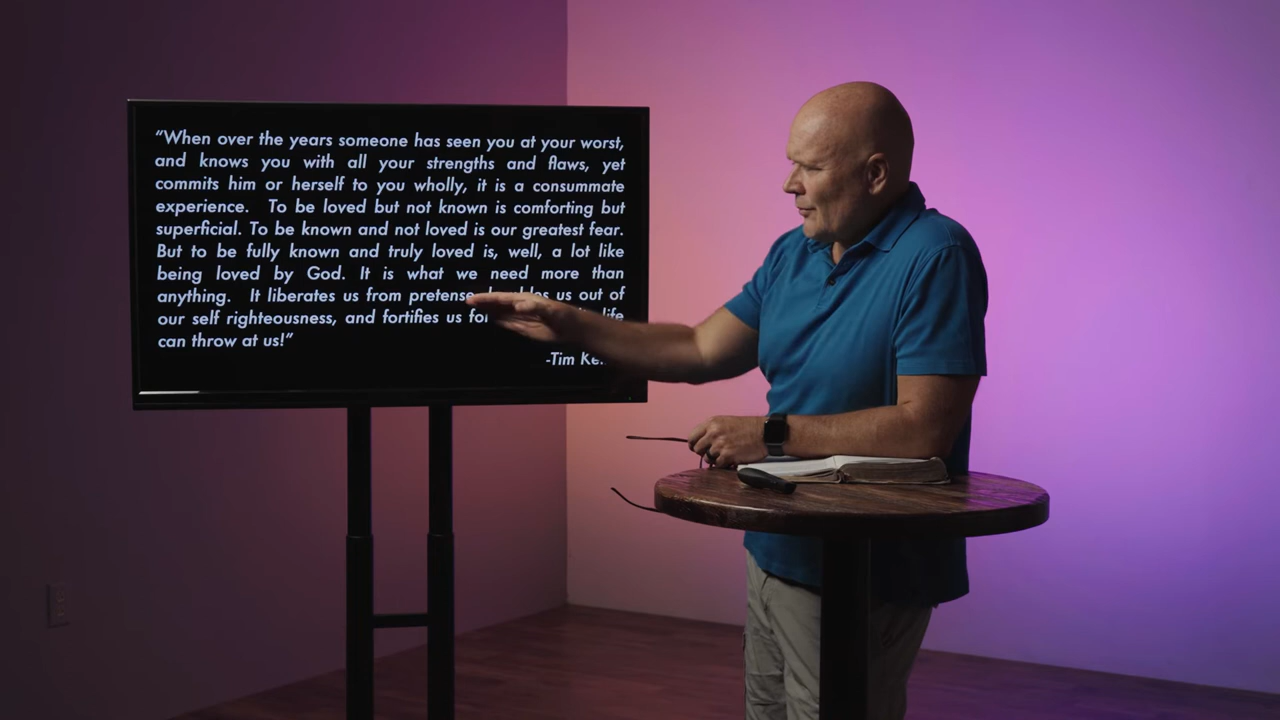 “When over the years someone has seen you at your worst,
and knows you with all your strengths and flaws, yet
commits him or herself to you wholly, it is a consummate
experience. To be loved but not known is comforting but
superficial. To be known and not loved is our greatest fear.
But to be fully known and truly loved is, well, a lot like
being loved by God. It is what we need more than
anything. It liberates us from pretense us out of
our self righteousness, and fortifies us life
can throw at us!”
-Tim